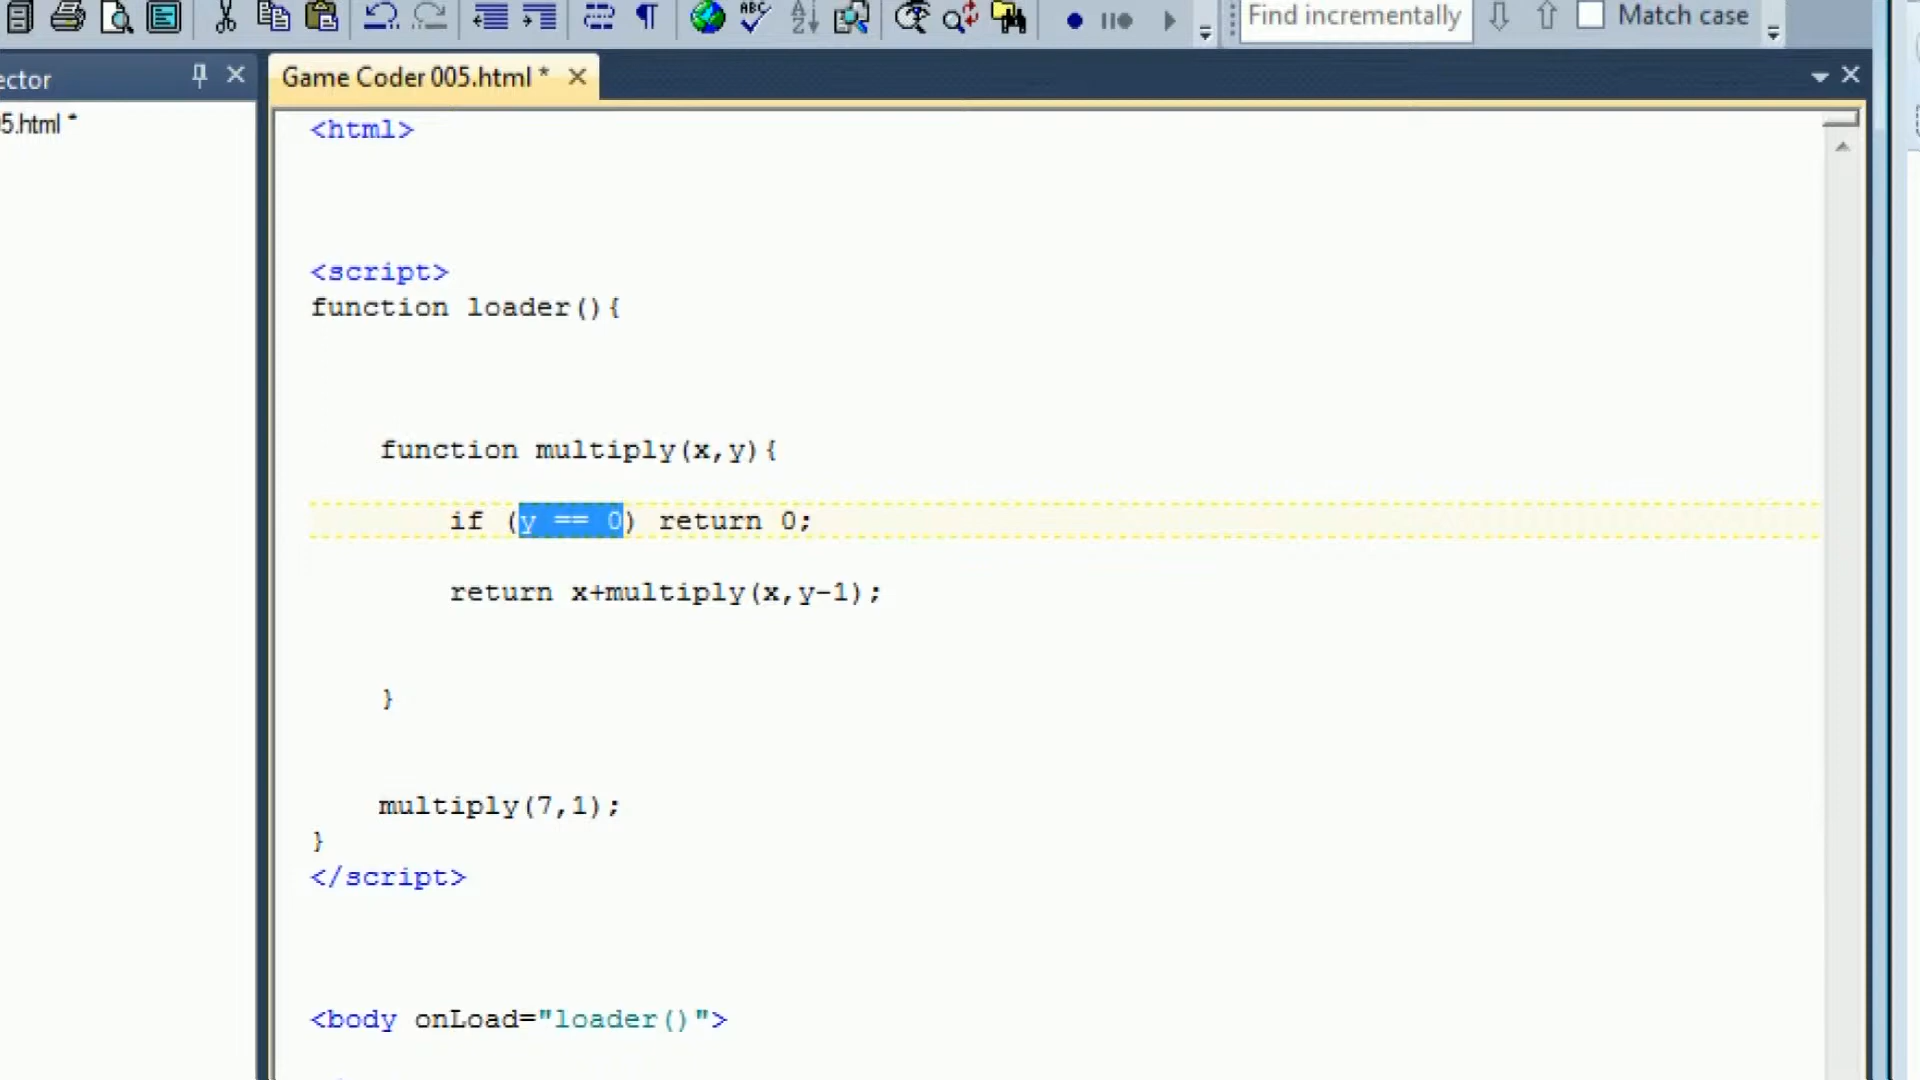 Find incrementally Match case
ector
Game Coder 005.html *
5.html *
<html>
<script>
function loader(){
function multiply(x,y){
if (y == 0) return 0;
return x+multiply(x,y-1);
}
multiply(7,1);
}
</script>
<body onLoad="loader()">